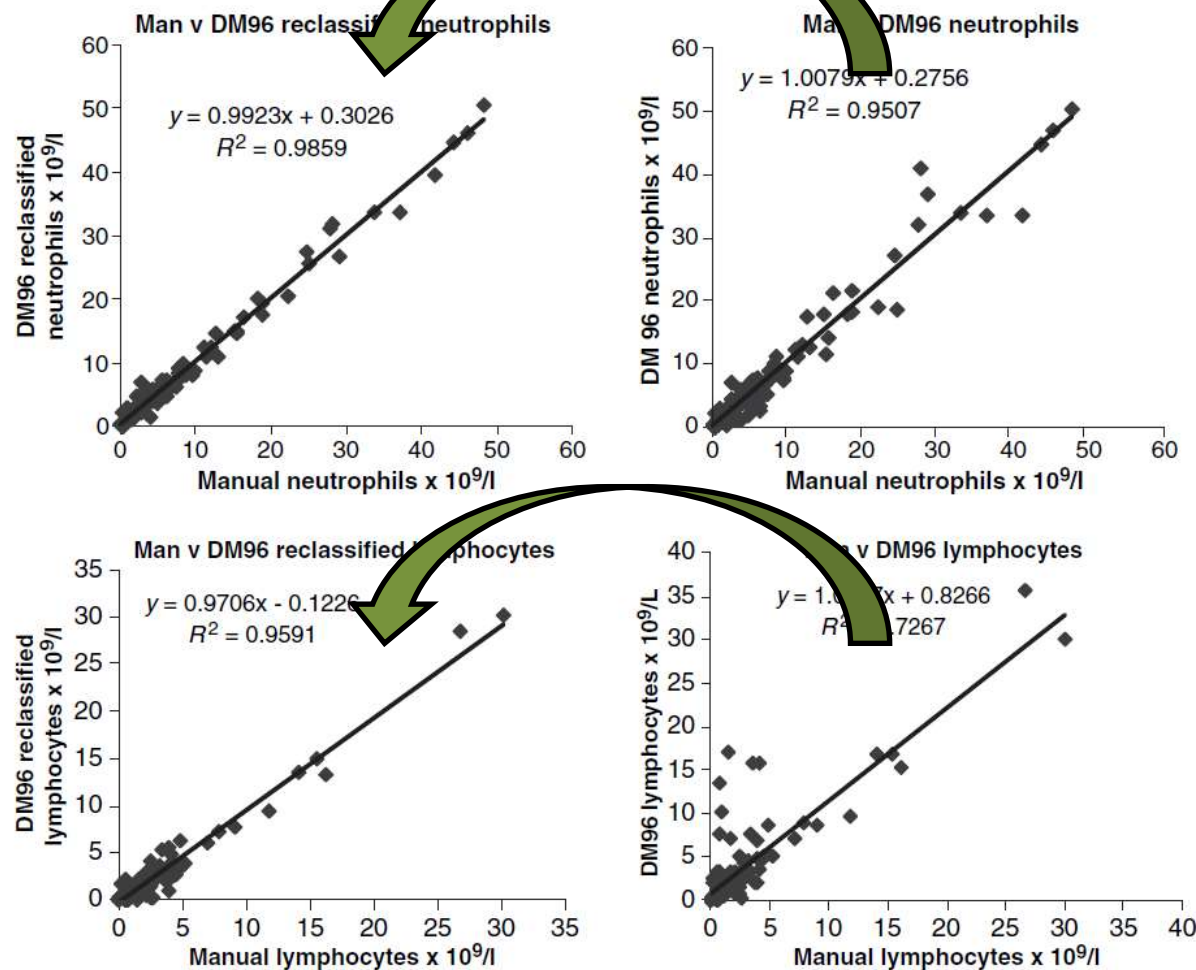 Man v DM96 reclassified neutrophils
y = 0.9923x + 0.3026
R² = 0.9859
DM96 reclassified
neutrophils x 10⁹/l
60
50
40
30
20
10
0
0 10 20 30 40 50 60
Manual neutrophils x 10⁹/l
DM96 neutrophils
y = 1.0079x + 0.2756
R² = 0.9507
DM 96 neutrophils x 10⁹/l
60
50
40
30
20
10
0
0 10 20 30 40 50 60
Manual neutrophils x 10⁹/l
Man v DM96 reclassified lymphocytes
y = 0.9706x - 0.1226
R² = 0.9591
DM96 reclassified
lymphocytes x 10⁹/l
35
30
25
20
15
10
5
0
0 5 10 15 20 25 30 35
Manual lymphocytes x 10⁹/l
v DM96 lymphocytes
y = + 0.8266
DM96 lymphocytes x 10⁹/L
40
35
30
25
20
15
10
5
0
0 5 10 15 20 25 30 35 40
Manual lymphocytes x 10⁹/l